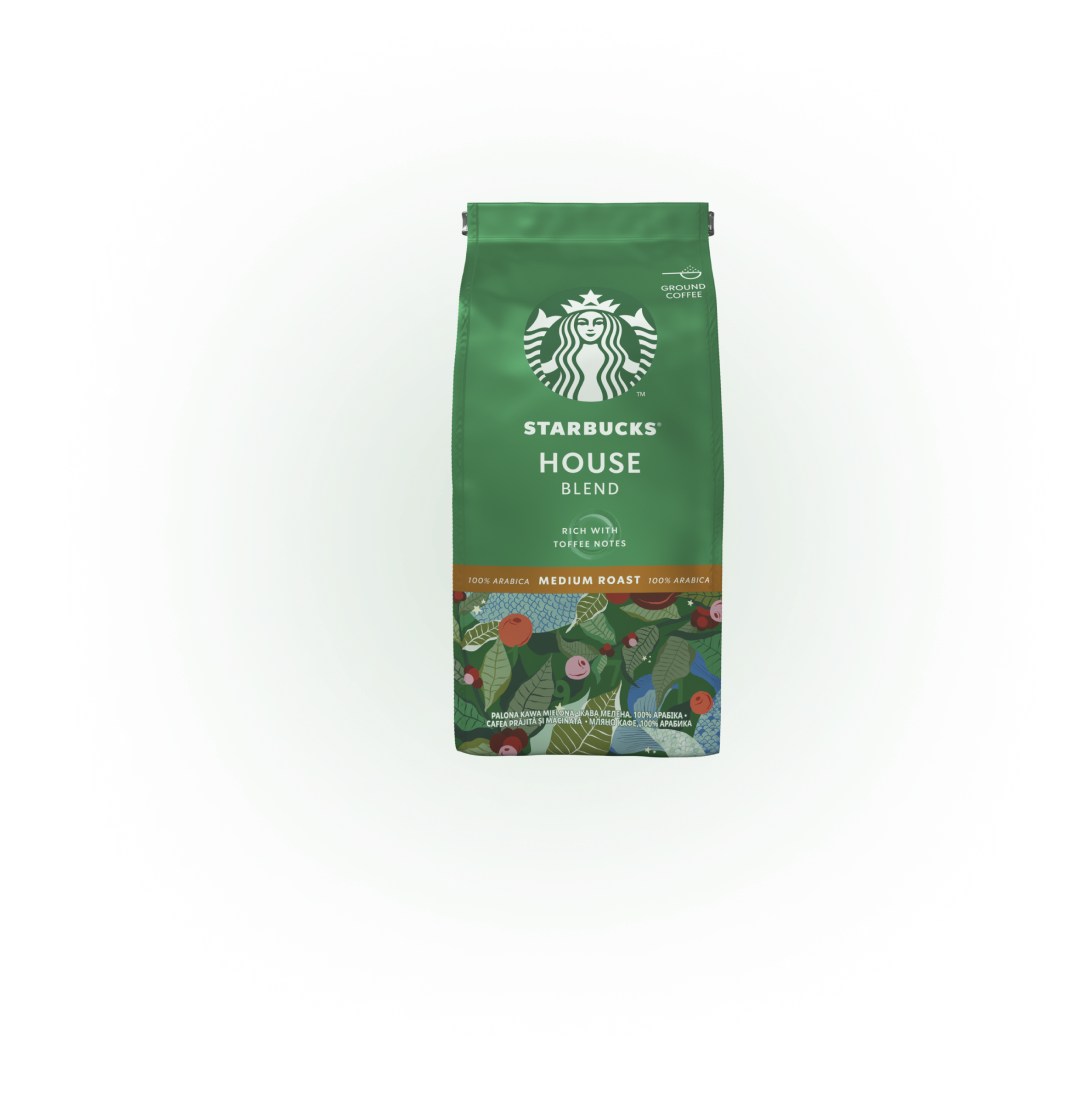 GROUND
COFFEE
TM
STARBUCKS®
HOUSE
BLEND
RICH WITH
TOFFEE NOTES
100% ARABICA MEDIUM ROAST 100% ARABICA
PALONA KAWA MIELONA • КАВА МЕЛЕНА, 100% АРАБІКА •
CAFEA PRĂJITĂ ȘI MĂCINATĂ • МЛЯНО КАФЕ, 100% АРАБИКА